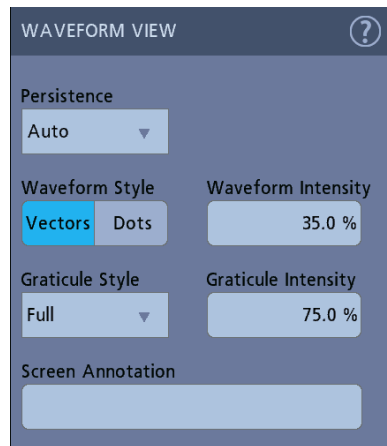 WAVEFORM VIEW ?
Persistence
Auto
Waveform Style Waveform Intensity
Vectors Dots 35.0 %
Graticule Style Graticule Intensity
Full 75.0 %
Screen Annotation